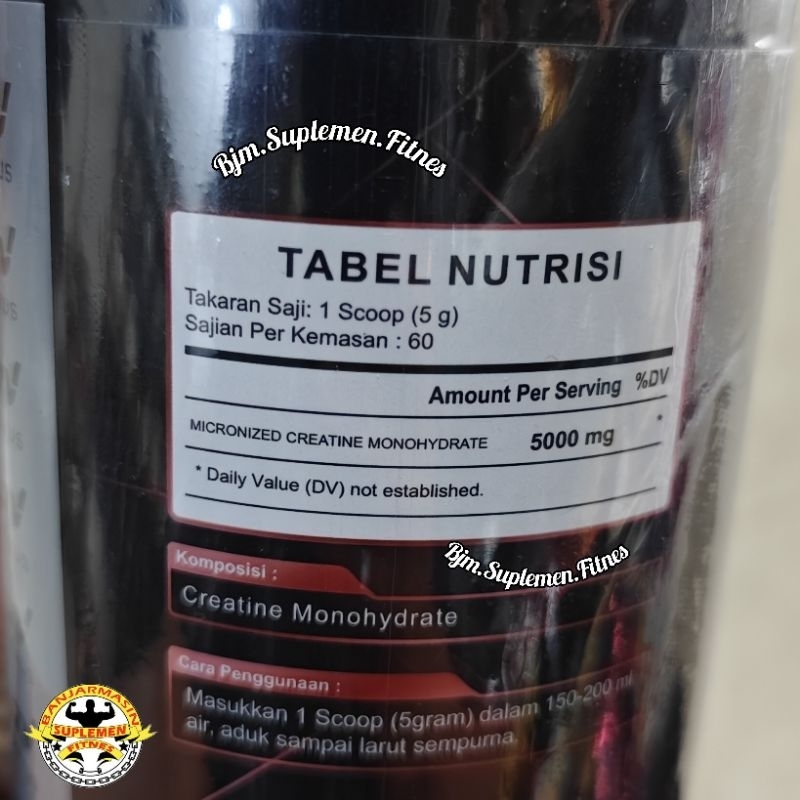 Bjm.Suplemen.Fitnes
TABEL NUTRISI
Takaran Saji: 1 Scoop (5 g)
Sajian Per Kemasan : 60
Amount Per Serving %DV
MICRONIZED CREATINE MONOHYDRATE 5000 mg *
* Daily Value (DV) not established.
Bjm.Suplemen.Fitnes
Komposisi :
Creatine Monohydrate
Cara Penggunaan :
Masukkan 1 Scoop (5gram) dalam 150-200 ml
air, aduk sampai larut sempurna.
BANJARMASIN
SUPLEMEN
FITNES